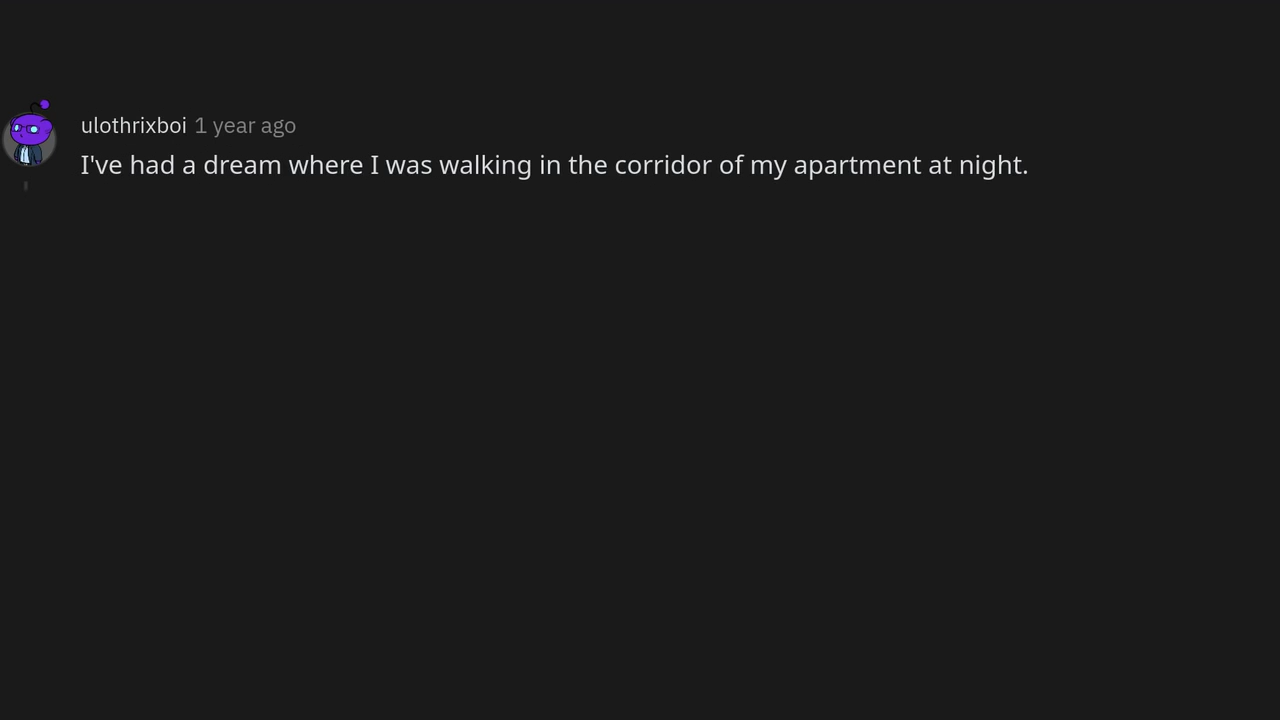 ulothrixboi 1 year ago
I've had a dream where I was walking in the corridor of my apartment at night.